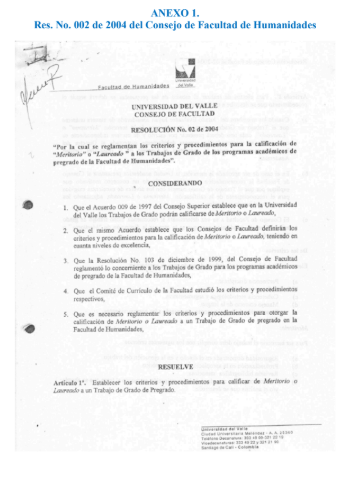 ANEXO 1.
Res. No. 002 de 2004 del Consejo de Facultad de Humanidades
Facultad de Humanidades
UNIVERSIDAD DEL VALLE
CONSEJO DE FACULTAD
RESOLUCIÓN No. 02 de 2004
"Por la cual se reglamentan los criterios y procedimientos para la calificación de
"Meritorio" o "Laureado" a los Trabajos de Grado de los programas académicos de
pregrado de la Facultad de Humanidades".
CONSIDERANDO
1. Que el Acuerdo 009 de 1997 del Consejo Superior establece que en la Universidad
del Valle los Trabajos de Grado podrán calificarse de Meritorio o Laureado,
2. Que el mismo Acuerdo establece que los Consejos de Facultad definirán los
criterios y procedimientos para la calificación de Meritorio o Laureado, teniendo en
cuenta niveles de excelencia,
3. Que la Resolución No. 103 de diciembre de 1999, del Consejo de Facultad
reglamentó lo concerniente a los Trabajos de Grado para los programas académicos
de pregrado de la Facultad de Humanidades,
4. Que el Comité de Currículo de la Facultad estudió los criterios y procedimientos
respectivos,
5. Que es necesario reglamentar los criterios y procedimientos para otorgar la
calificación de Meritorio o Laureado a un Trabajo de Grado de pregrado en la
Facultad de Humanidades,
RESUELVE
Artículo 1º. Establecer los criterios y procedimientos para calificar de Meritorio o
Laureado a un Trabajo de Grado de Pregrado.
Universidad del Valle
Ciudad Universitaria Meléndez - A. A.
Santiago de Cali - Colombia